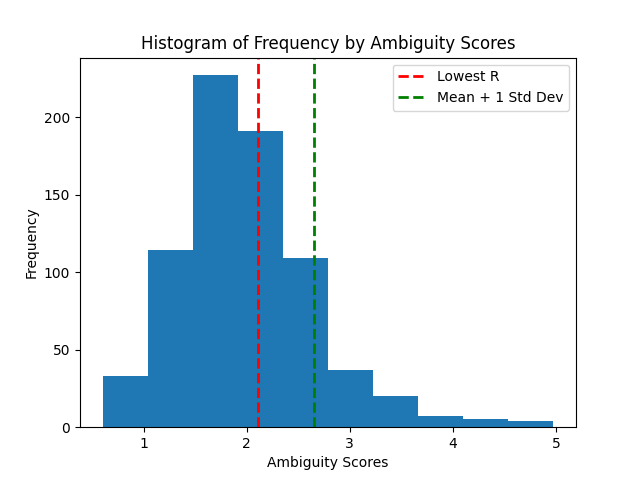 Histogram of Frequency by Ambiguity Scores
Lowest R
Mean + 1 Std Dev
200
150
100
50
0
Frequency
1 2 3 4 5
Ambiguity Scores